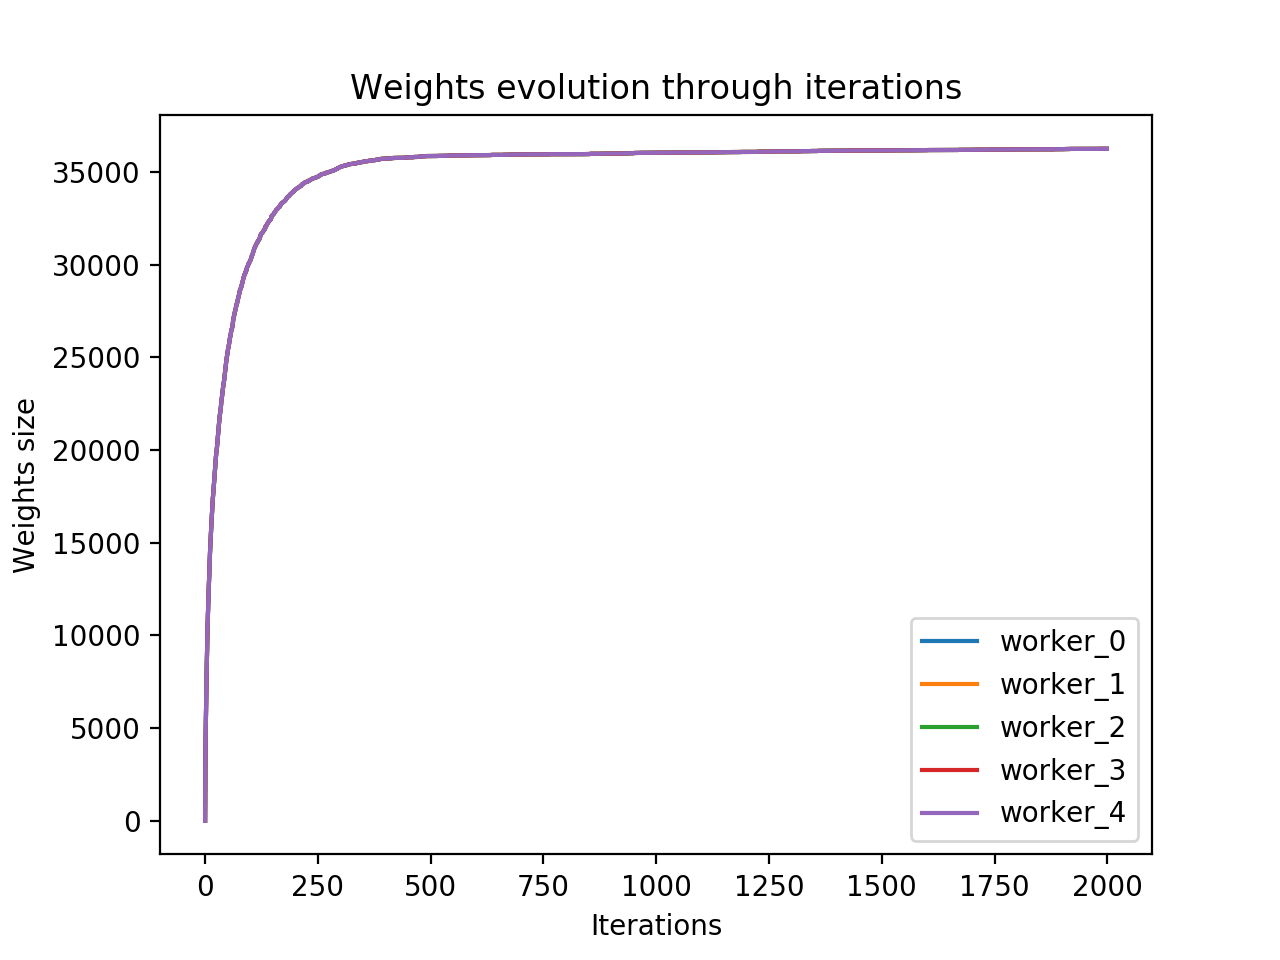 Weights evolution through iterations
Weights size
35000
30000
25000
20000
15000
10000
5000
0
worker_0
worker_1
worker_2
worker_3
worker_4
0 250 500 750 1000 1250 1500 1750 2000
Iterations